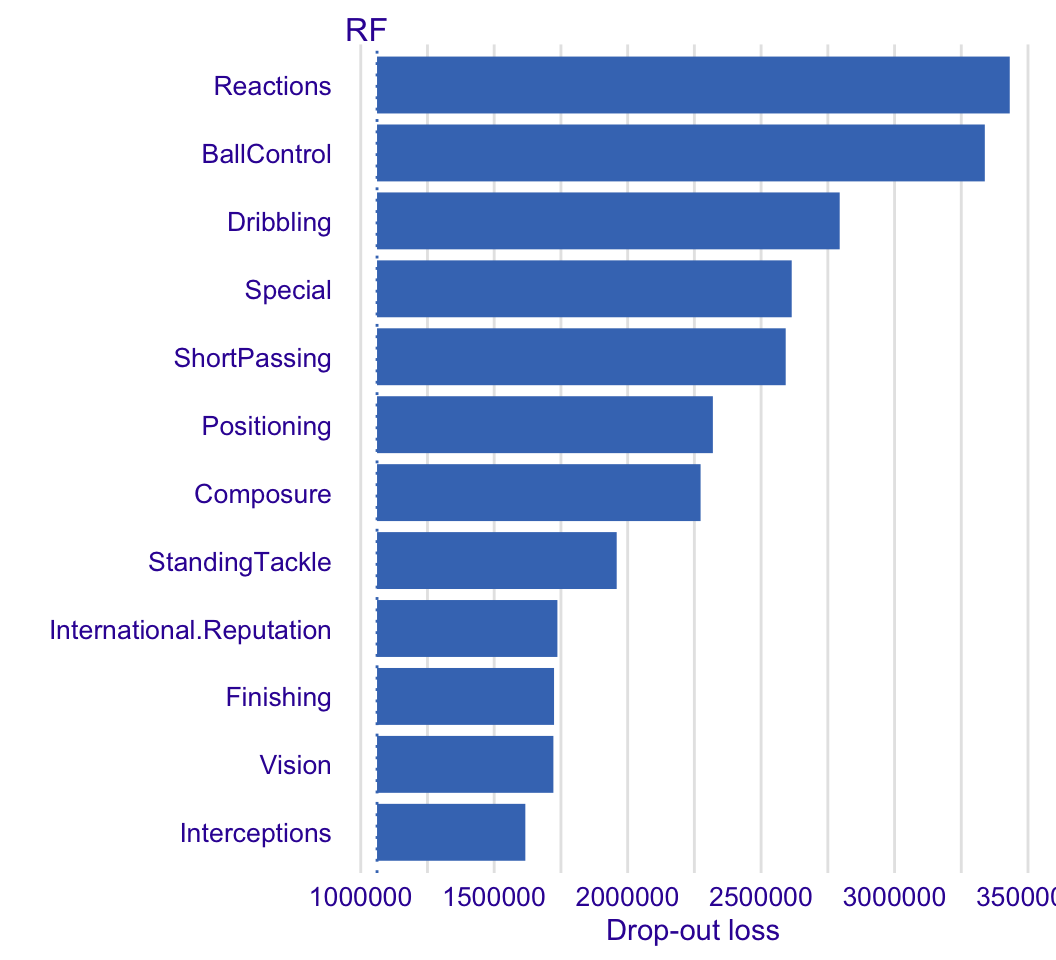 RF
Reactions
BallControl
Dribbling
Special
ShortPassing
Positioning
Composure
StandingTackle
International.Reputation
Finishing
Vision
Interceptions
1000000 1500000 2000000 2500000 3000000 350000
Drop-out loss